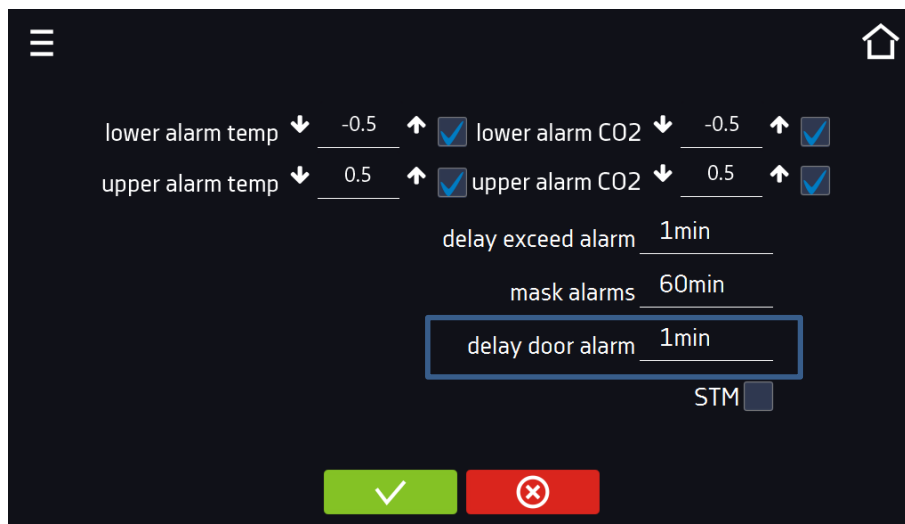 lower alarm temp -0.5 lower alarm CO2 -0.5
upper alarm temp 0.5 upper alarm CO2 0.5
delay exceed alarm 1min
mask alarms 60min
delay door alarm 1min
STM